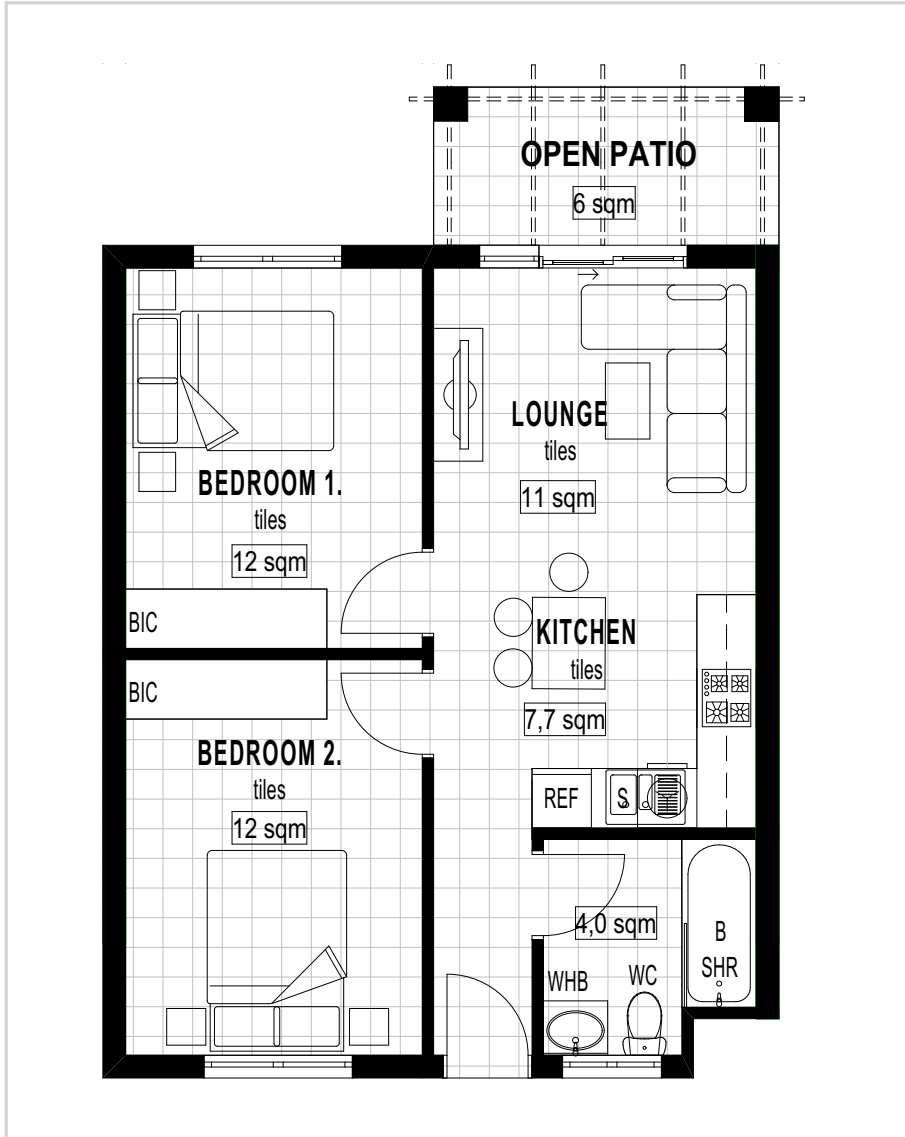 OPEN PATIO
6 sqm
LOUNGE
tiles
11 sqm
BEDROOM 1.
tiles
12 sqm
BIC
KITCHEN
tiles
7,7 sqm
BIC
BEDROOM 2.
tiles
12 sqm
REF
S
4,0 sqm
B
SHR
WHB
WC